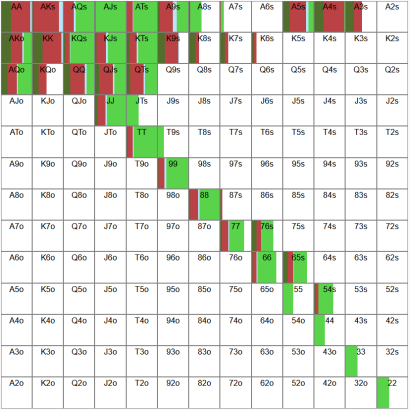 AA AKs AQs AJs ATs A9s A8s A7s A6s A5s A4s A3s A2s
AKo KK KQs KJs KTs K9s K8s K7s K6s K5s K4s K3s K2s
AQo KQo QQ QJs QTs Q9s Q8s Q7s Q6s Q5s Q4s Q3s Q2s
AJo KJo QJo JJ JTs J9s J8s J7s J6s J5s J4s J3s J2s
ATo KTo QTo JTo TT T9s T8s T7s T6s T5s T4s T3s T2s
A9o K9o Q9o J9o T9o 99 98s 97s 96s 95s 94s 93s 92s
A8o K8o Q8o J8o T8o 98o 88 87s 86s 85s 84s 83s 82s
A7o K7o Q7o J7o T7o 97o 87o 77 76s 75s 74s 73s 72s
A6o K6o Q6o J6o T6o 96o 86o 76o 66 65s 64s 63s 62s
A5o K5o Q5o J5o T5o 95o 85o 75o 65o 55 54s 53s 52s
A4o K4o Q4o J4o T4o 94o 84o 74o 64o 54o 44 43s 42s
A3o K3o Q3o J3o T3o 93o 83o 73o 63o 53o 43o 33 32s
A2o K2o Q2o J2o T2o 92o 82o 72o 62o 52o 42o 32o 22